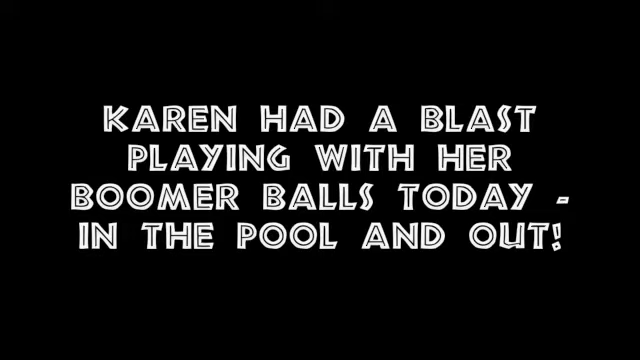 KAREN HAD A BLAST
PLAYING WITH HER
BOOMER BALLS TODAY -
IN THE POOL AND OUT!